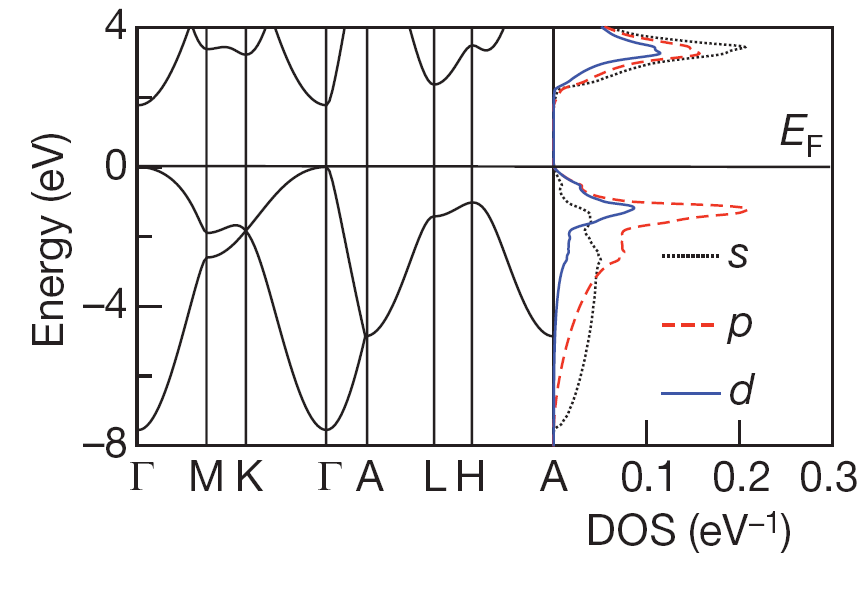 4
0
−4
−8
Energy (eV)
E_F
s
p
d
Γ M K Γ A L H A 0.1 0.2 0.3
DOS (eV⁻¹)